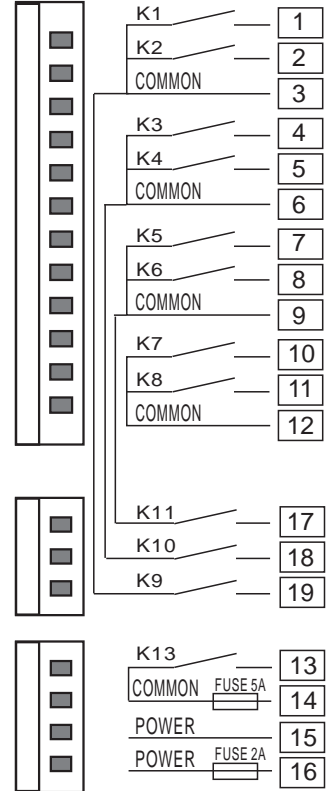 K1 1
K2 2
COMMON 3
K3 4
K4 5
COMMON 6
K5 7
K6 8
COMMON 9
K7 10
K8 11
COMMON 12
K11 17
K10 18
K9 19
K13 13
COMMON FUSE 5A 14
POWER 15
POWER FUSE 2A 16